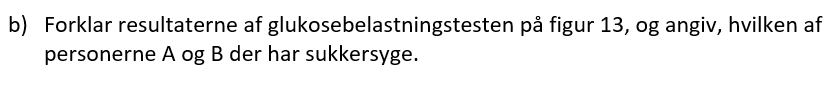 b) Forklar resultaterne af glukosebelastningstesten på figur 13, og angiv, hvilken af
personerne A og B der har sukkersyge.